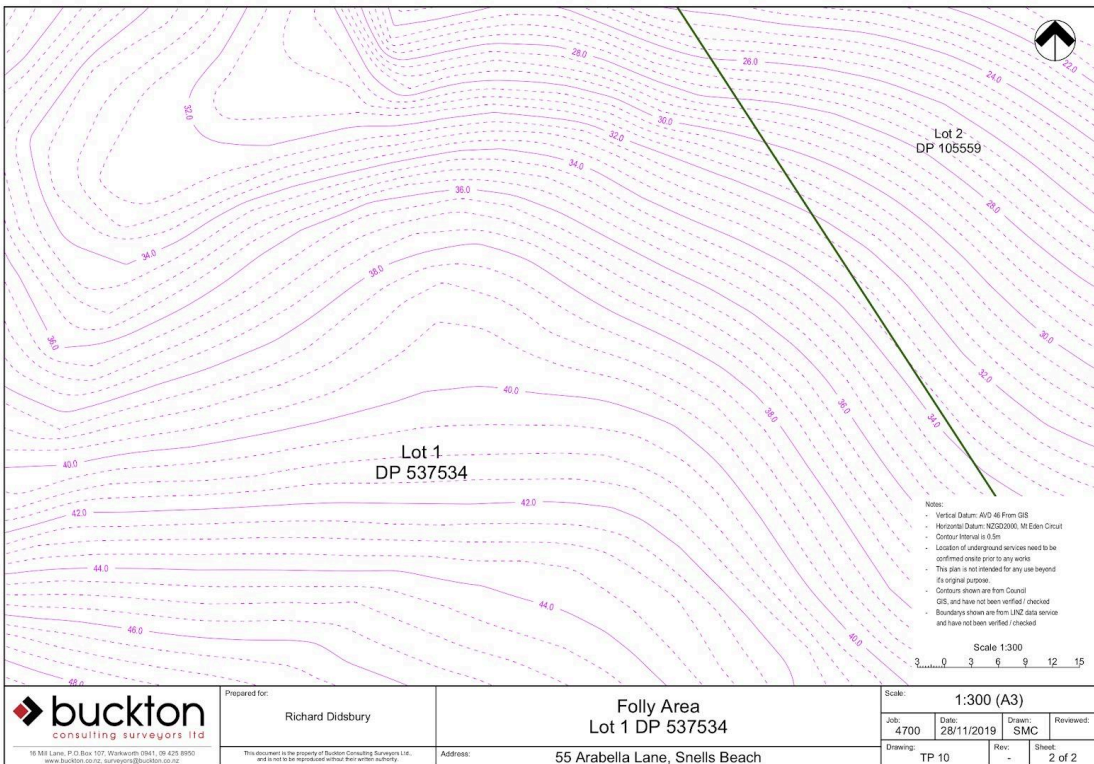 28.0
26.0
24.0
22.0
32.0
30.0
32.0
34.0
36.0
Lot 2
DP 105559
28.0
34.0
38.0
36.0
30.0
32.0
40.0
38.0
36.0
34.0
Lot 1
DP 537534
40.0
42.0
42.0
44.0
44.0
46.0
40.0
48.0
Notes:
- Vertical Datum: AVD 46 From GIS
- Horizontal Datum: NZGD2000, Mt Eden Circuit
- Contour Interval is 0.5m
- Location of underground services need to be
confirmed onsite prior to any works
- This plan is not intended for any use beyond
it's original purpose.
- Contours shown are from Council
GIS, and have not been verified / checked
- Boundarys shown are from LINZ data service
and have not been verified / checked
Scale 1:300
3 0 3 6 9 12 15
buckton
consulting surveyors ltd
16 Mill Lane, P.O.Box 107, Warkworth 0941, 09 425 8950
www.buckton.co.nz, surveyors@buckton.co.nz
Prepared for:
Richard Didsbury
This document is the property of Buckton Consulting Surveyors Ltd.,
and is not to be reproduced without their written authority.
Folly Area
Lot 1 DP 537534
Address:
55 Arabella Lane, Snells Beach
Scale:
1:300 (A3)
Job:
4700
Date:
28/11/2019
Drawn:
SMC
Reviewed:
Drawing:
TP 10
Rev:
-
Sheet:
2 of 2